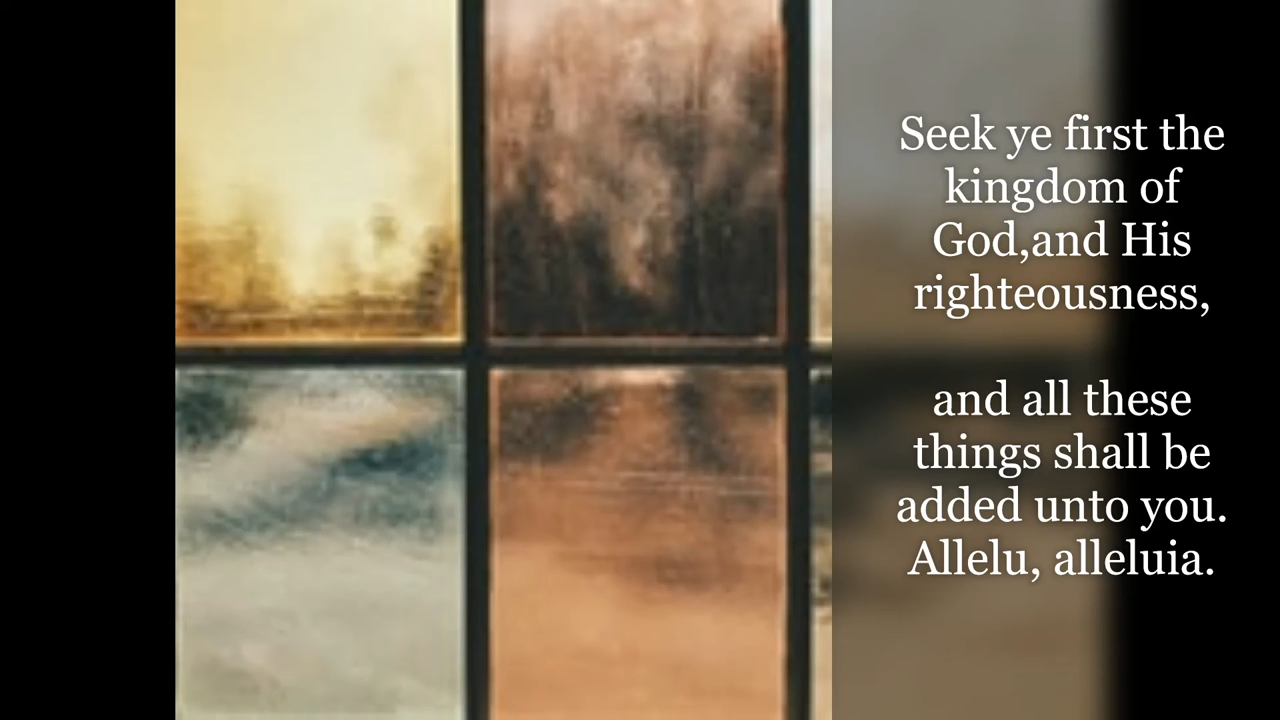 Seek ye first the
kingdom of
God,and His
righteousness,
and all these
things shall be
added unto you.
Allelu, alleluia.